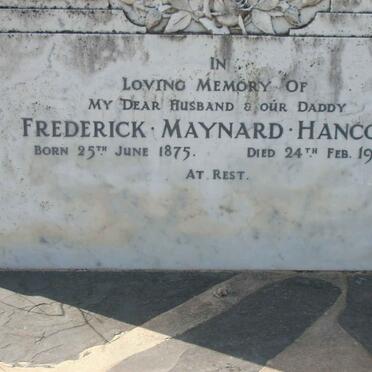 IN
LOVING MEMORY OF
MY DEAR HUSBAND & OUR DADDY
FREDERICK · MAYNARD · HANCO
BORN 25TH JUNE 1875. DIED 24TH FEB. 19
AT REST.